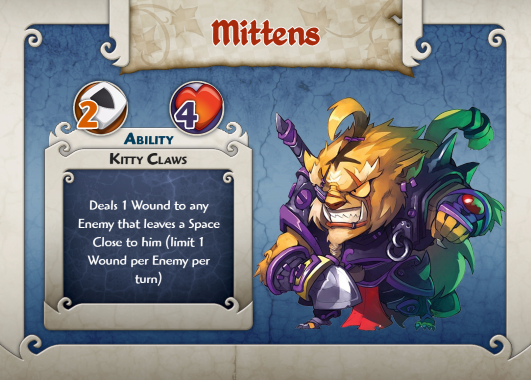 Mittens
2 4
Ability
Kitty Claws
Deals 1 Wound to any
Enemy that leaves a Space
Close to him (limit 1
Wound per Enemy per
turn)